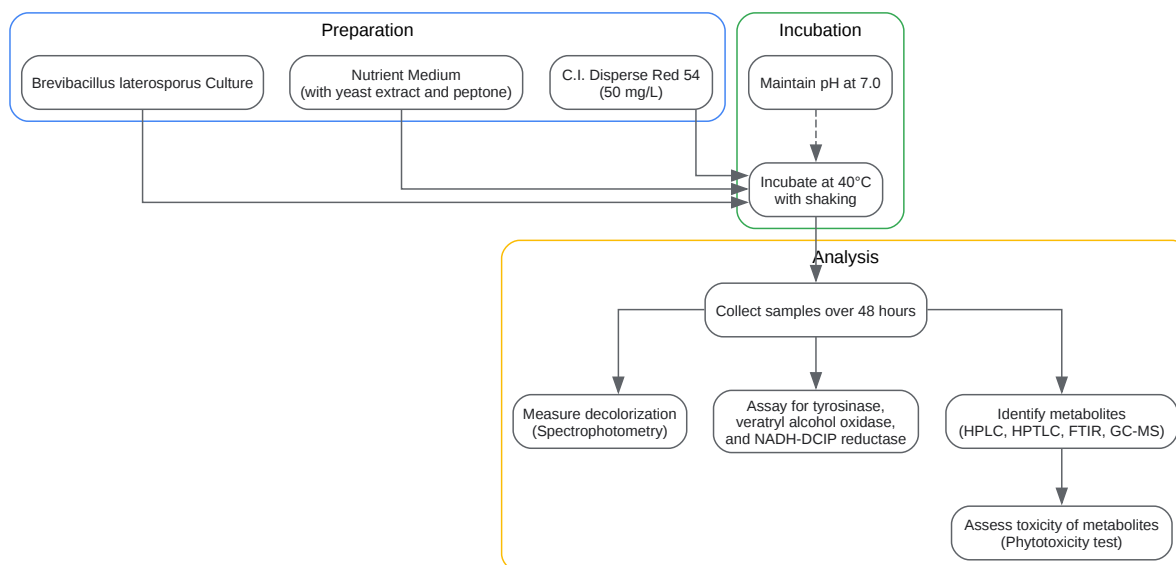 Preparation
Brevibacillus laterosporus Culture
Nutrient Medium
(with yeast extract and peptone)
C.I. Disperse Red 54
(50 mg/L)
Incubation
Maintain pH at 7.0
Incubate at 40°C
with shaking
Analysis
Collect samples over 48 hours
Measure decolorization
(Spectrophotometry)
Assay for tyrosinase,
veratryl alcohol oxidase,
and NADH-DCIP reductase
Identify metabolites
(HPLC, HPTLC, FTIR, GC-MS)
Assess toxicity of metabolites
(Phytotoxicity test)